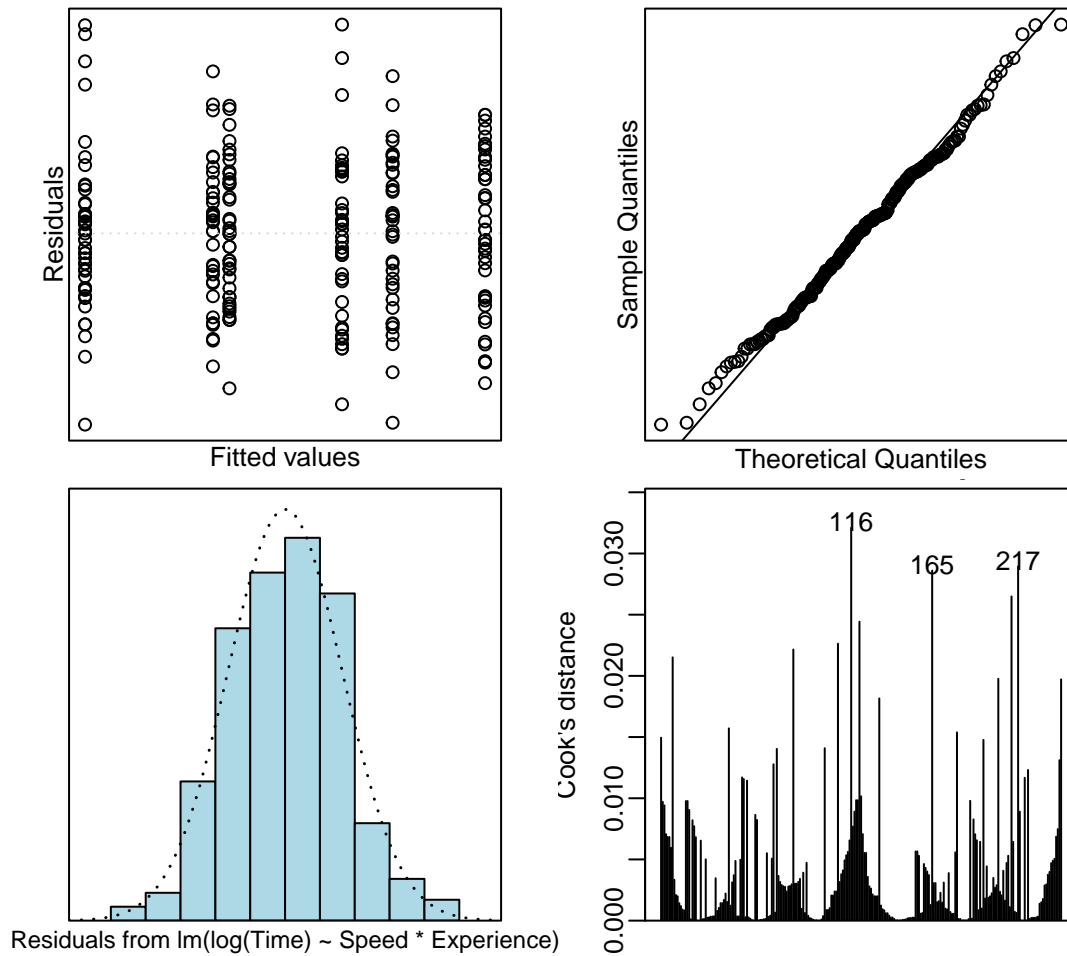 Residuals
Fitted values
Sample Quantiles
Theoretical Quantiles
Residuals from lm(log(Time) ~ Speed * Experience)
Cook's distance
0.000
0.010
0.020
0.030
116
165
217